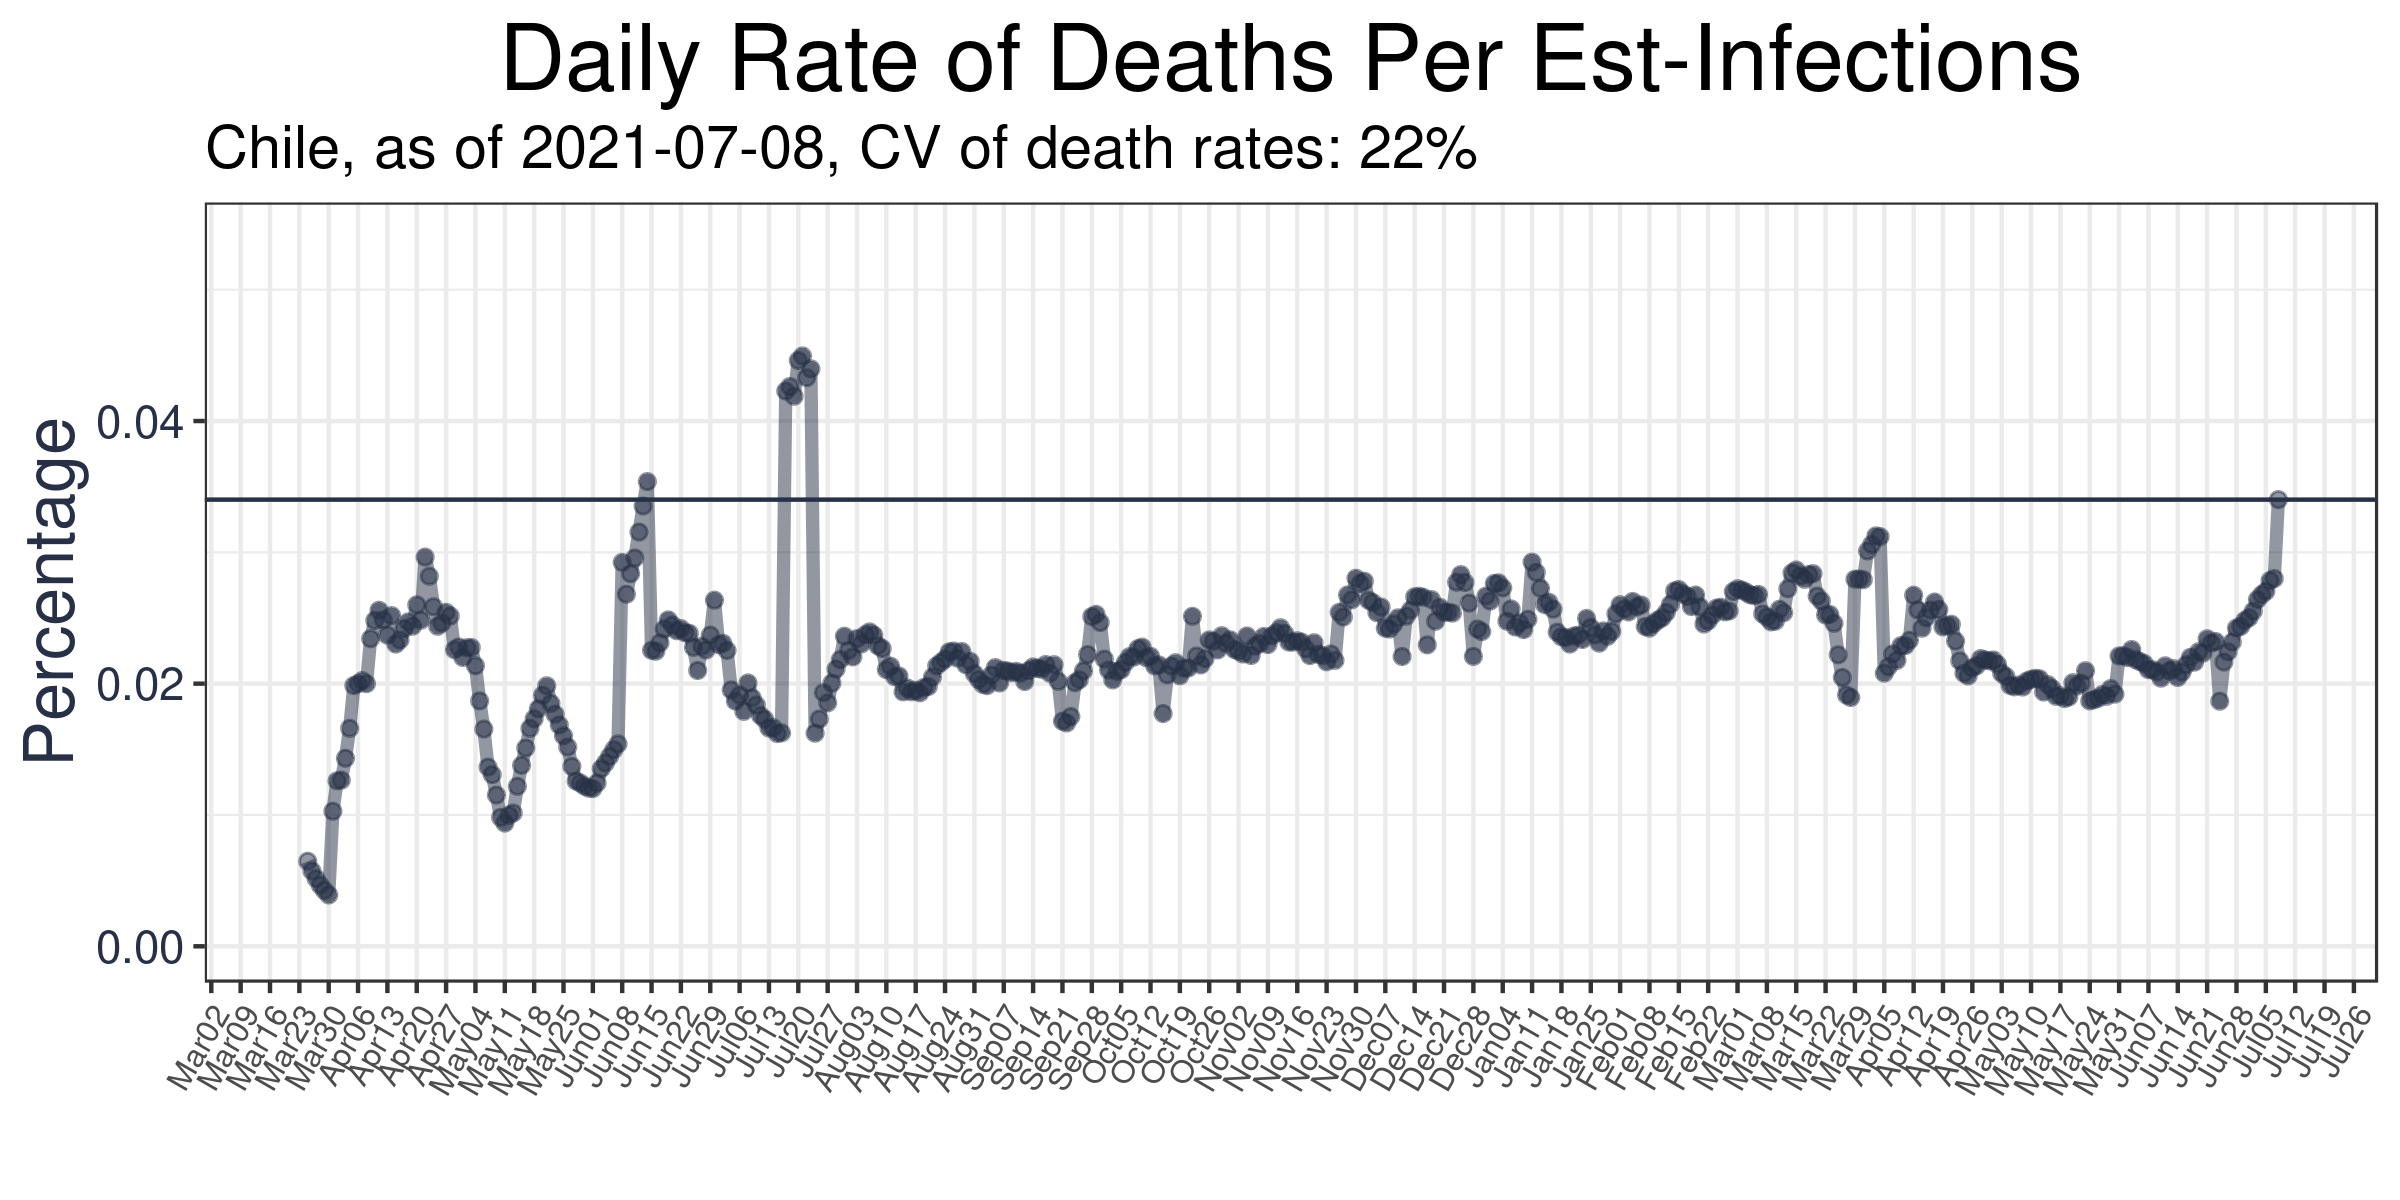 Daily Rate of Deaths Per Est-Infections
Chile, as of 2021-07-08, CV of death rates: 22%
Percentage
0.04
0.02
0.00
Mar02
Mar09
Mar16
Mar23
Mar30
Apr06
Apr13
Apr20
Apr27
May04
May11
May18
May25
Jun01
Jun08
Jun15
Jun22
Jun29
Jul06
Jul13
Jul20
Jul27
Aug03
Aug10
Aug17
Aug24
Aug31
Sep07
Sep14
Sep21
Sep28
Oct05
Oct12
Oct19
Oct26
Nov02
Nov09
Nov16
Nov23
Nov30
Dec07
Dec14
Dec21
Dec28
Jan04
Jan11
Jan18
Jan25
Feb01
Feb08
Feb15
Feb22
Mar01
Mar08
Mar15
Mar22
Mar29
Apr05
Apr12
Apr19
Apr26
May03
May10
May17
May24
May31
Jun07
Jun14
Jun21
Jun28
Jul05
Jul12
Jul19
Jul26